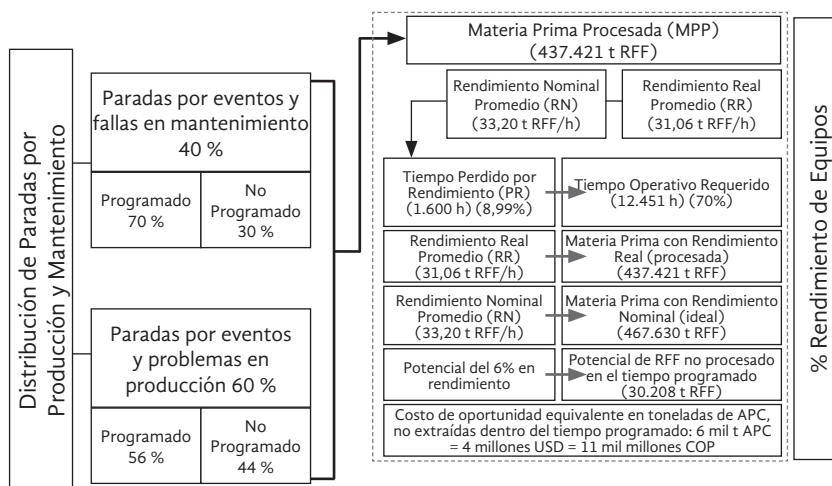 Distribución de Paradas por
Producción y Mantenimiento
Paradas por eventos y
fallas en mantenimiento
40 %
Programado
70 %
No
Programado
30 %
Paradas por eventos
y problemas en
producción 60 %
Programado
56 %
No
Programado
44 %
Materia Prima Procesada (MPP)
(437.421 t RFF)
Rendimiento Nominal
Promedio (RN)
(33,20 t RFF/h)
Rendimiento Real
Promedio (RR)
(31,06 t RFF/h)
Tiempo Perdido por
Rendimiento (PR)
(1.600 h) (8,99%)
Tiempo Operativo Requerido
(12.451 h) (70%)
Rendimiento Real
Promedio (RR)
(31,06 t RFF/h)
Materia Prima con Rendimiento
Real (procesada)
(437.421 t RFF)
Rendimiento Nominal
Promedio (RN)
(33,20 t RFF/h)
Materia Prima con Rendimiento
Nominal (ideal)
(467.630 t RFF)
Potencial del 6% en
rendimiento
Potencial de RFF no procesado
en el tiempo programado
(30.208 t RFF)
Costo de oportunidad equivalente en toneladas de APC,
no extraídas dentro del tiempo programado: 6 mil t APC
= 4 millones USD = 11 mil millones COP
% Rendimiento de Equipos